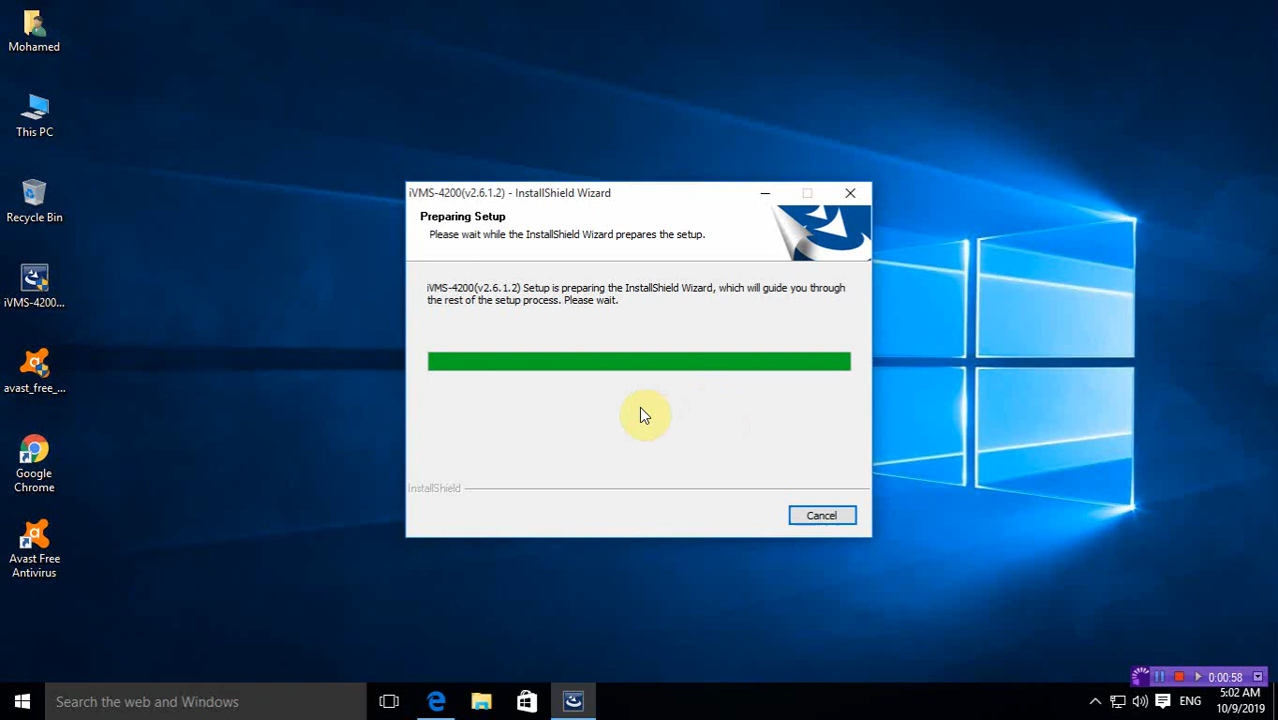 Mohamed
This PC
Recycle Bin
iVMS-4200...
avast_free_...
Google
Chrome
Avast Free
Antivirus
iVMS-4200(v2.6.1.2) - InstallShield Wizard
Preparing Setup
Please wait while the InstallShield Wizard prepares the setup.
iVMS-4200(v2.6.1.2) Setup is preparing the InstallShield Wizard, which will guide you through
the rest of the setup process. Please wait.
InstallShield
Cancel
0:00:58
Search the web and Windows
ENG
5:02 AM
10/9/2019